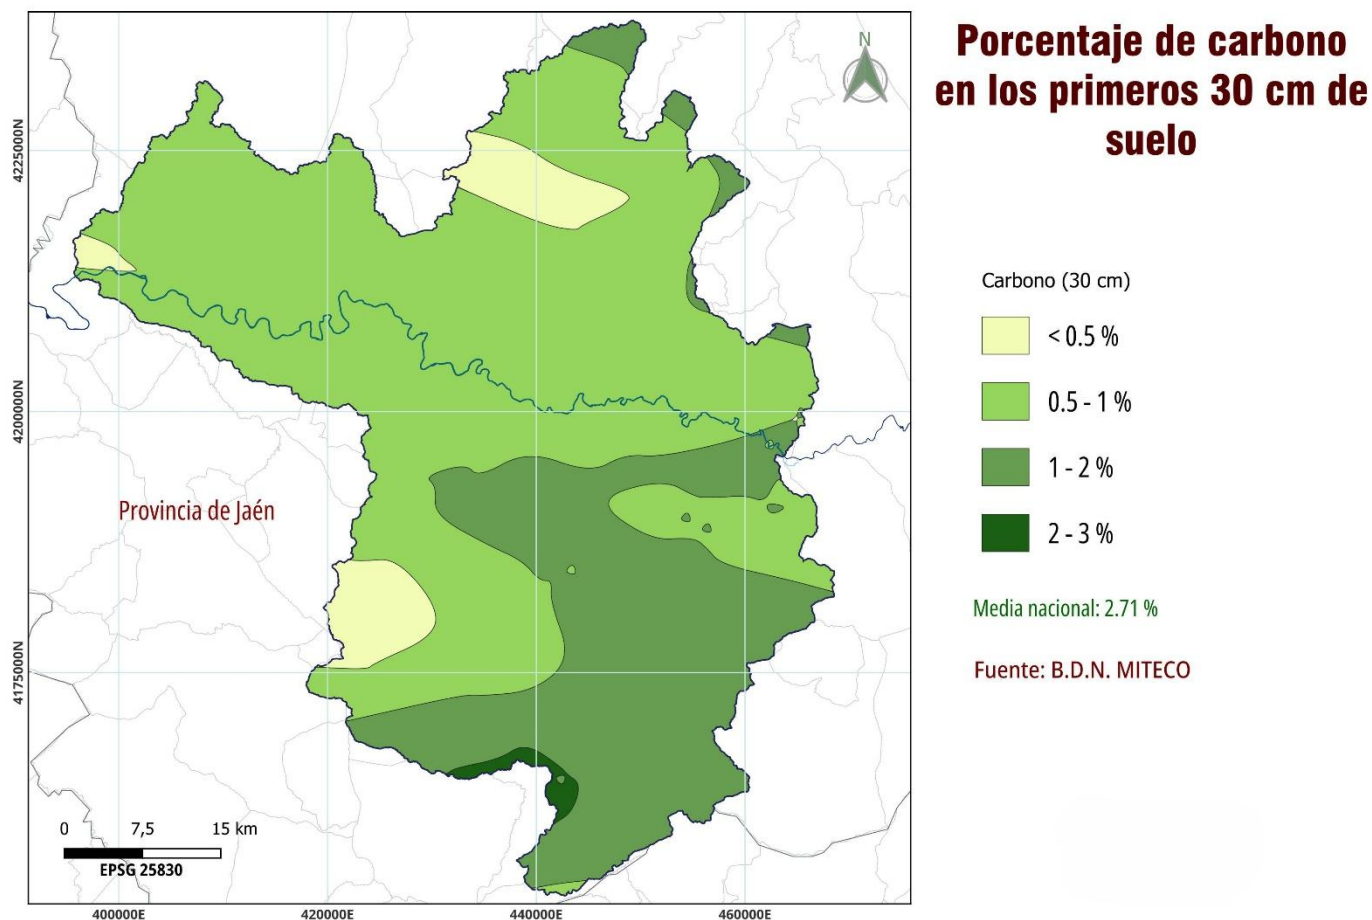 Porcentaje de carbono
en los primeros 30 cm de
suelo
N
4225000N
4200000N
4175000N
Provincia de Jaén
Carbono (30 cm)
< 0.5 %
0.5 - 1 %
1 - 2 %
2 - 3 %
Media nacional: 2.71 %
Fuente: B.D.N. MITECO
0 7,5 15 km
EPSG 25830
400000E 420000E 440000E 460000E